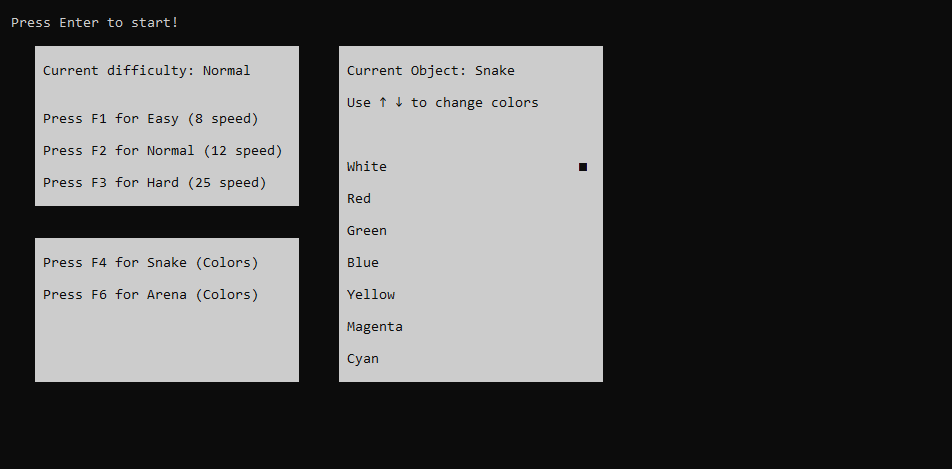 Press Enter to start!
Current difficulty: Normal
Press F1 for Easy (8 speed)
Press F2 for Normal (12 speed)
Press F3 for Hard (25 speed)
Press F4 for Snake (Colors)
Press F6 for Arena (Colors)
Current Object: Snake
Use ↑ ↓ to change colors
White ■
Red
Green
Blue
Yellow
Magenta
Cyan